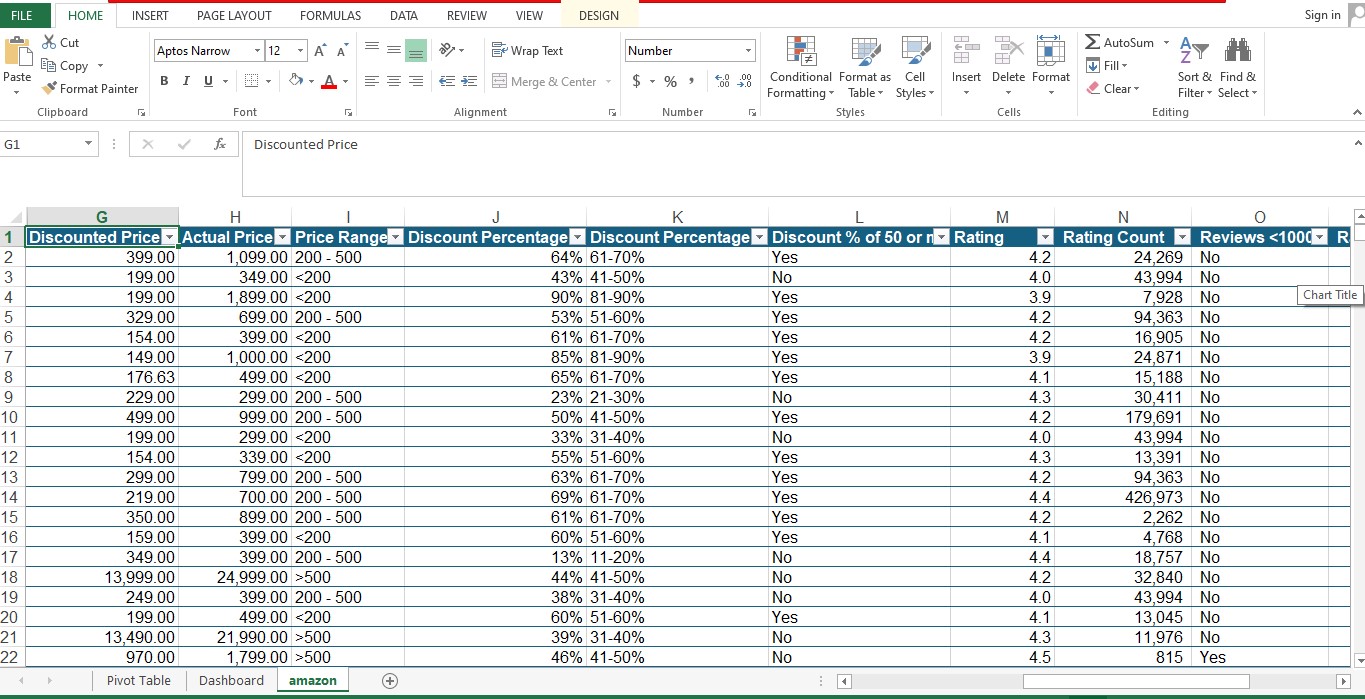 FILE HOME INSERT PAGE LAYOUT FORMULAS DATA REVIEW VIEW DESIGN Sign in
Paste Cut Copy Format Painter Clipboard
Aptos Narrow 12 A A B I U A Font
Wrap Text Merge & Center Alignment
Number $ % , .00 .0 Number
Conditional Formatting Format as Table Cell Styles Styles
Insert Delete Format Cells
AutoSum Fill Clear Sort & Filter Find & Select Editing
G1 fx Discounted Price
G H I J K L M N O
1 Discounted Price Actual Price Price Range Discount Percentage Discount Percentage Discount % of 50 or Rating Rating Count Reviews <1000 R
2 399.00 1,099.00 200 - 500 64% 61-70% Yes 4.2 24,269 No
3 199.00 349.00 <200 43% 41-50% No 4.0 43,994 No
4 199.00 1,899.00 <200 90% 81-90% Yes 3.9 7,928 No
Chart Title
5 329.00 699.00 200 - 500 53% 51-60% Yes 4.2 94,363 No
6 154.00 399.00 <200 61% 61-70% Yes 4.2 16,905 No
7 149.00 1,000.00 <200 85% 81-90% Yes 3.9 24,871 No
8 176.63 499.00 <200 65% 61-70% Yes 4.1 15,188 No
9 229.00 299.00 200 - 500 23% 21-30% No 4.3 30,411 No
10 499.00 999.00 200 - 500 50% 41-50% Yes 4.2 179,691 No
11 199.00 299.00 <200 33% 31-40% No 4.0 43,994 No
12 154.00 339.00 <200 55% 51-60% Yes 4.3 13,391 No
13 299.00 799.00 200 - 500 63% 61-70% Yes 4.2 94,363 No
14 219.00 700.00 200 - 500 69% 61-70% Yes 4.4 426,973 No
15 350.00 899.00 200 - 500 61% 61-70% Yes 4.2 2,262 No
16 159.00 399.00 <200 60% 51-60% Yes 4.1 4,768 No
17 349.00 399.00 200 - 500 13% 11-20% No 4.4 18,757 No
18 13,999.00 24,999.00 >500 44% 41-50% No 4.2 32,840 No
19 249.00 399.00 200 - 500 38% 31-40% No 4.0 43,994 No
20 199.00 499.00 <200 60% 51-60% Yes 4.1 13,045 No
21 13,490.00 21,990.00 >500 39% 31-40% No 4.3 11,976 No
22 970.00 1,799.00 >500 46% 41-50% No 4.5 815 Yes
Pivot Table Dashboard amazon